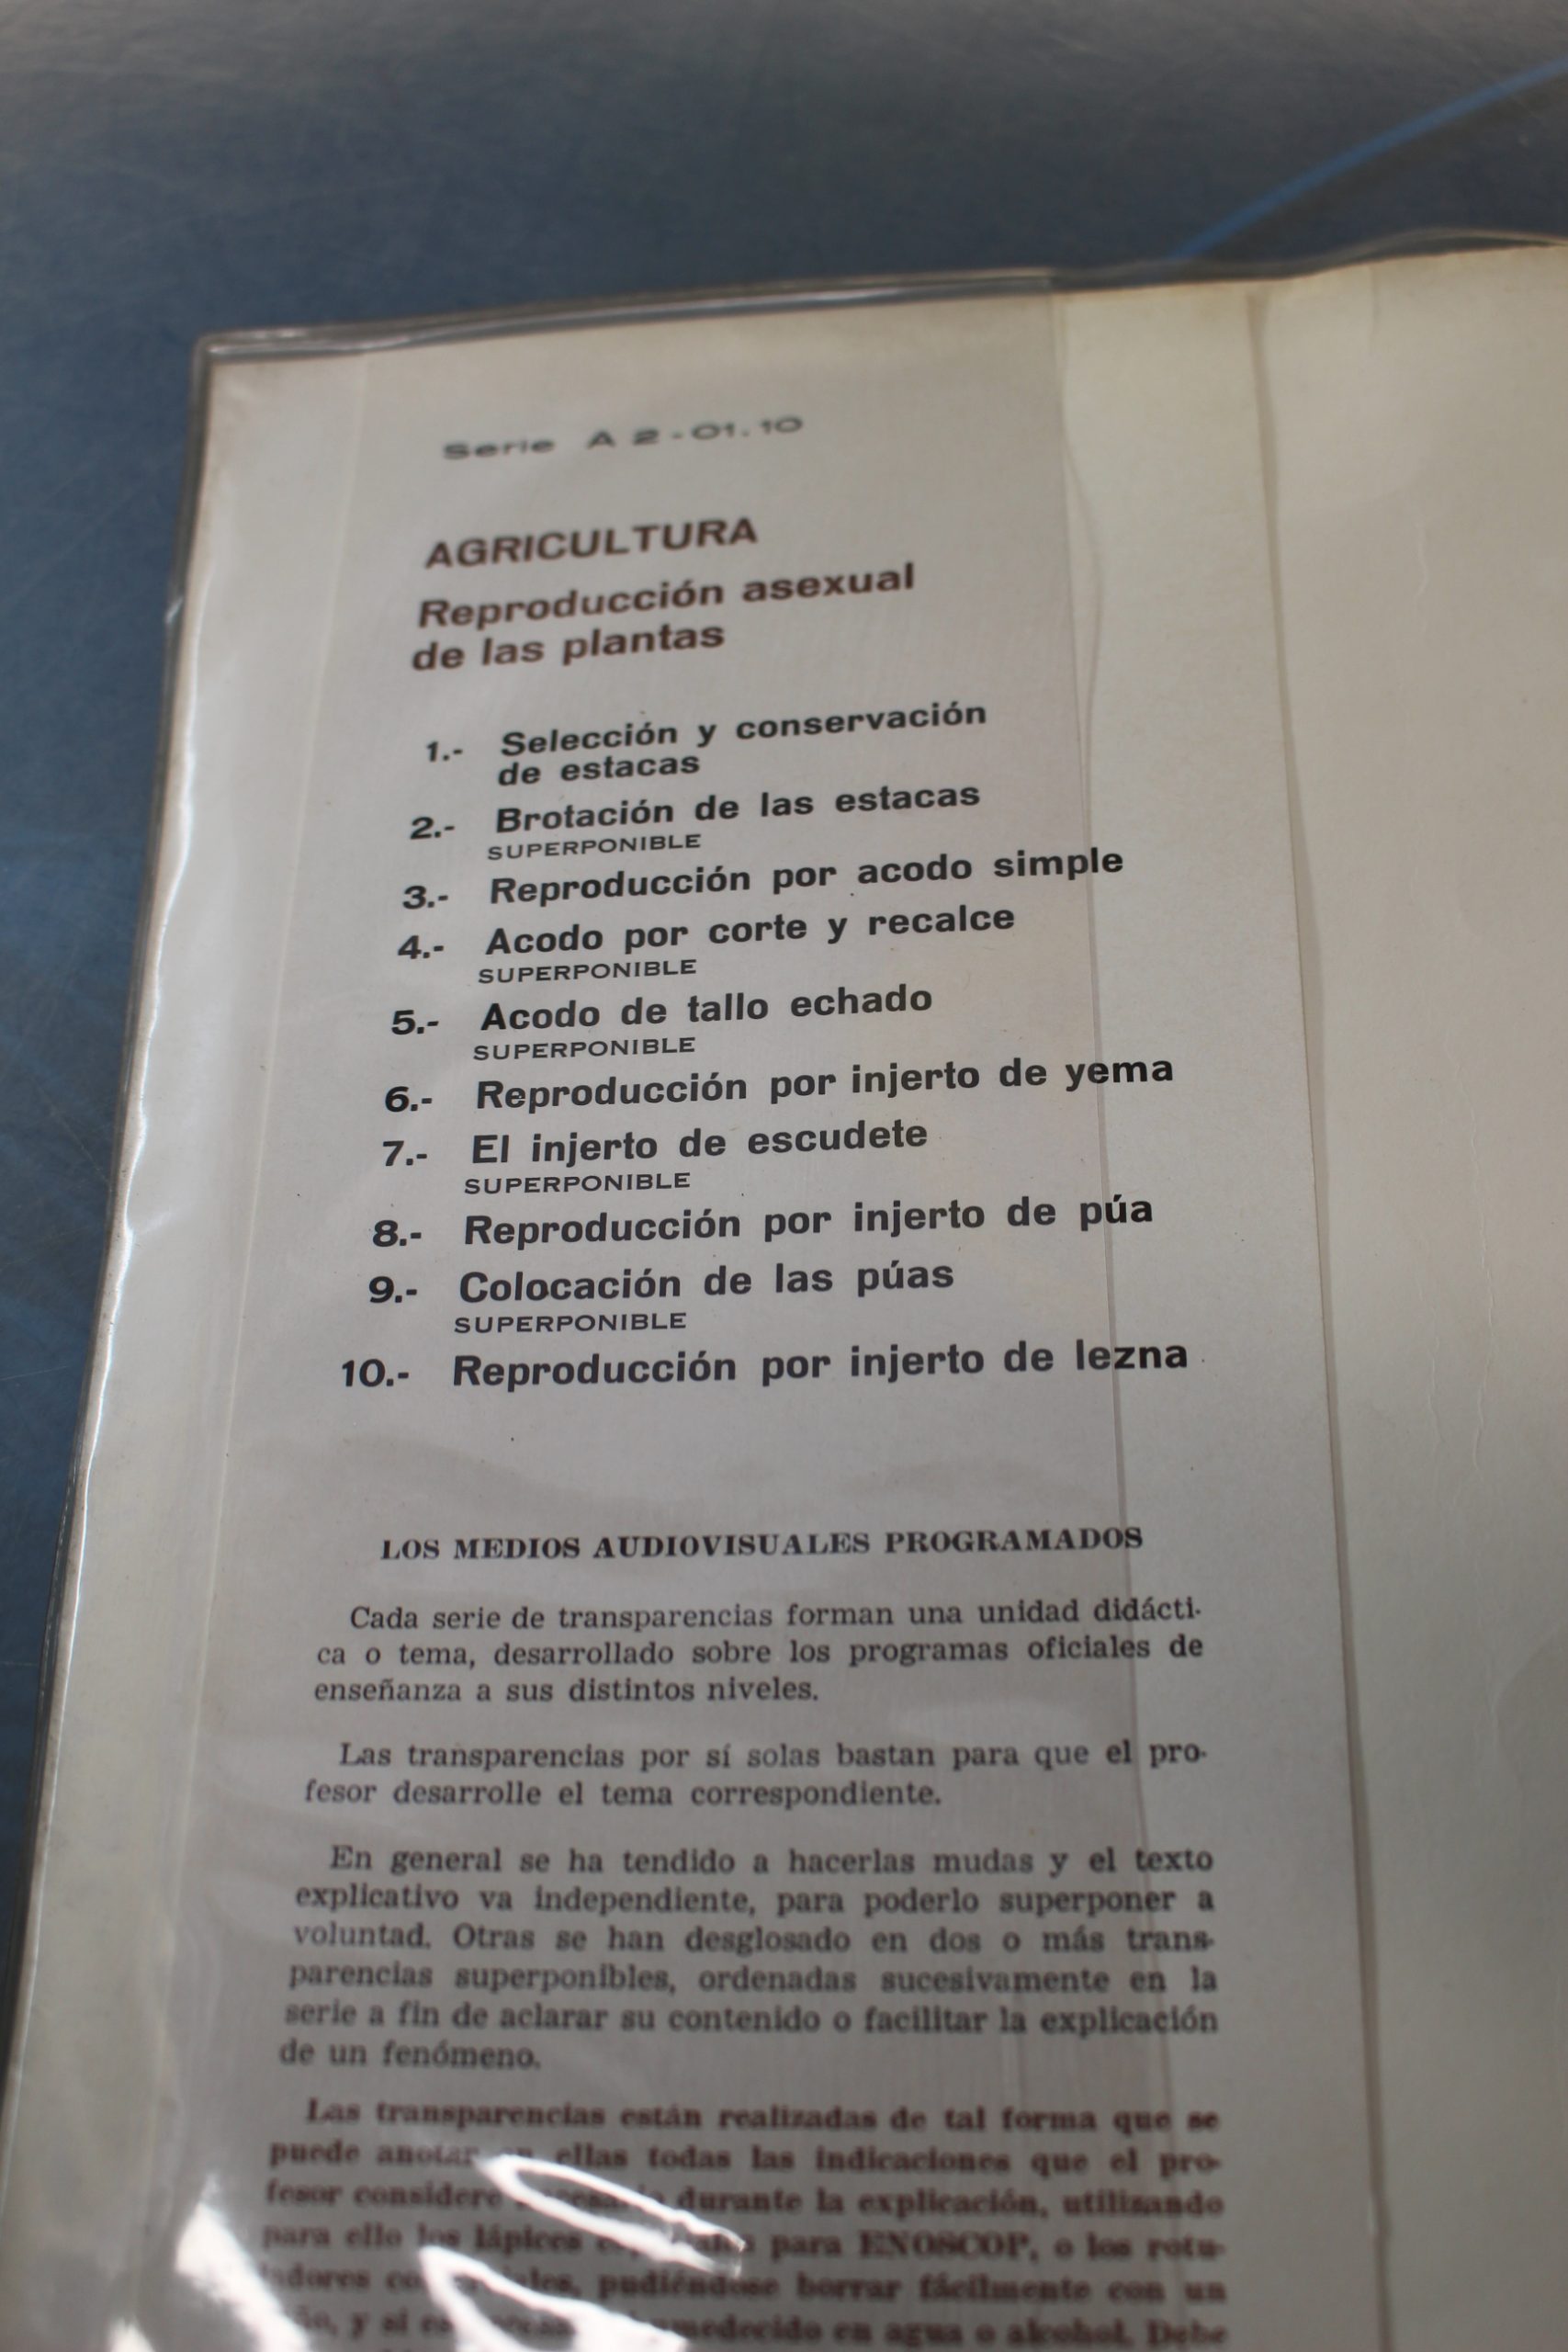 Serie A 2-01.10
AGRICULTURA
Reproducción asexual
de las plantas
1.- Selección y conservación
de estacas
2.- Brotación de las estacas
SUPERPONIBLE
3.- Reproducción por acodo simple
4.- Acodo por corte y recalce
SUPERPONIBLE
5.- Acodo de tallo echado
SUPERPONIBLE
6.- Reproducción por injerto de yema
7.- El injerto de escudete
SUPERPONIBLE
8.- Reproducción por injerto de púa
9.- Colocación de las púas
SUPERPONIBLE
10.- Reproducción por injerto de lezna
LOS MEDIOS AUDIOVISUALES PROGRAMADOS
Cada serie de transparencias forman una unidad didácti-
ca o tema, desarrollado sobre los programas oficiales de
enseñanza a sus distintos niveles.
Las transparencias por sí solas bastan para que el pro-
fesor desarrolle el tema correspondiente.
En general se ha tendido a hacerlas mudas y el texto
explicativo va independiente, para poderlo superponer a
voluntad. Otras se han desglosado en dos o más trans-
parencias superponibles, ordenadas sucesivamente en la
serie a fin de aclarar su contenido o facilitar la explicación
de un fenómeno.
Las transparencias están realizadas de tal forma que se
puede anotar en ellas todas las indicaciones que el pro-
fesor considere durante la explicación, utilizando
para ello los lápices para ENOSCOP, o los rotu-
ladores pudiéndose borrar fácilmente con un
y si humedecido en agua o alcohol. Debe